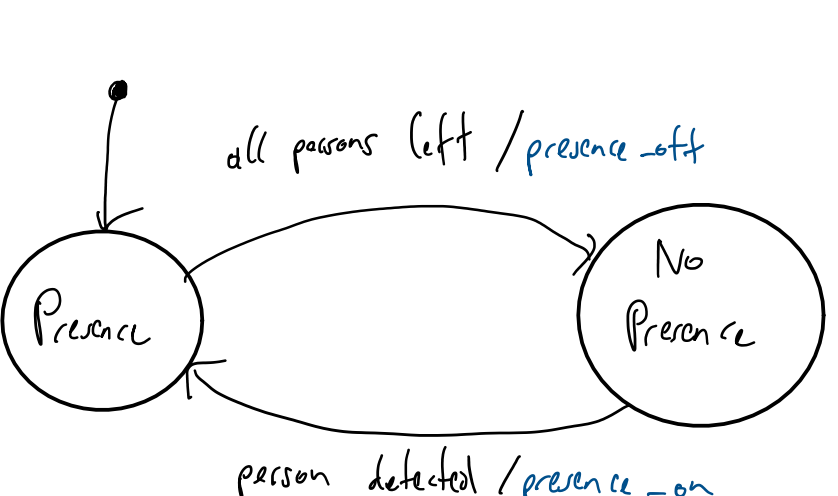 all persons left / presence_off
Presence
No
Presence
person detected / presence_on